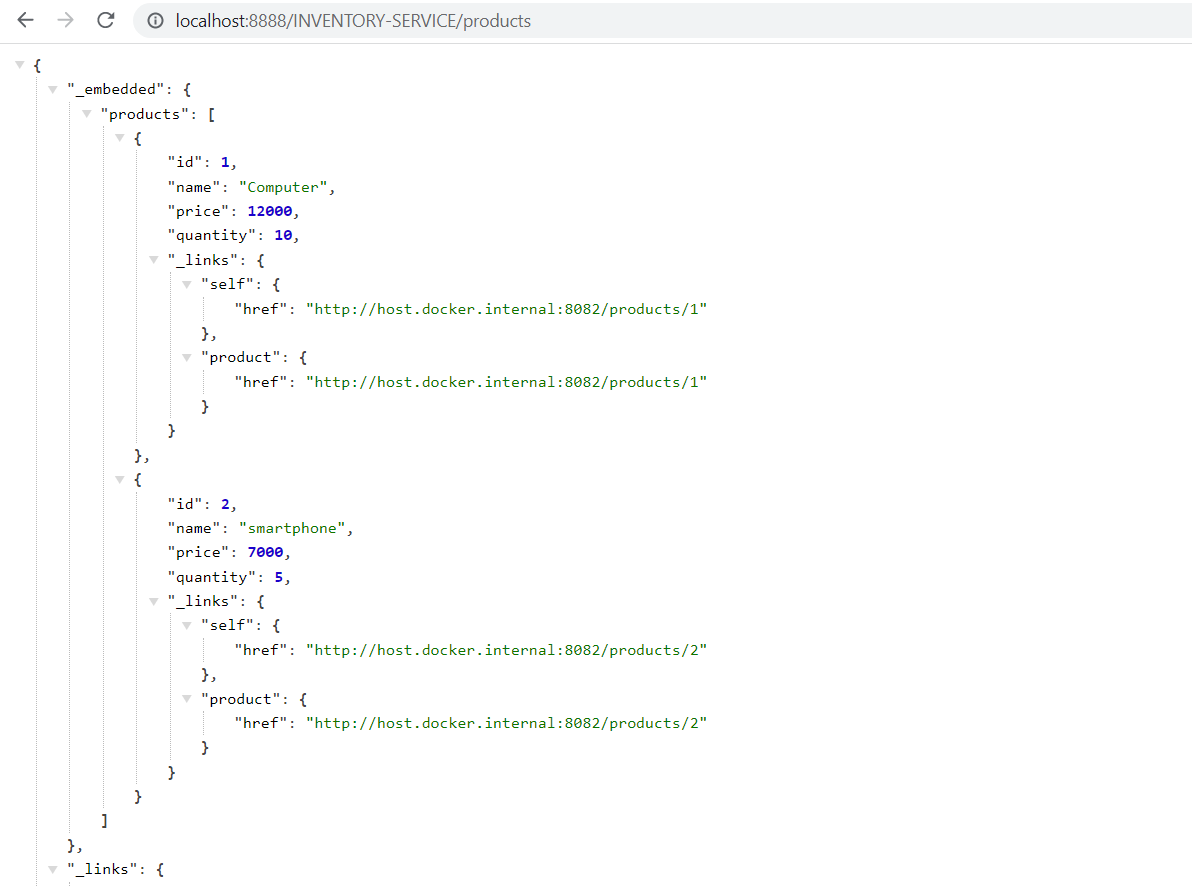 localhost:8888/INVENTORY-SERVICE/products
{
"_embedded": {
"products": [
{
"id": 1,
"name": "Computer",
"price": 12000,
"quantity": 10,
"_links": {
"self": {
"href": "http://host.docker.internal:8082/products/1"
},
"product": {
"href": "http://host.docker.internal:8082/products/1"
}
}
},
{
"id": 2,
"name": "smartphone",
"price": 7000,
"quantity": 5,
"_links": {
"self": {
"href": "http://host.docker.internal:8082/products/2"
},
"product": {
"href": "http://host.docker.internal:8082/products/2"
}
}
}
]
},
"_links": {